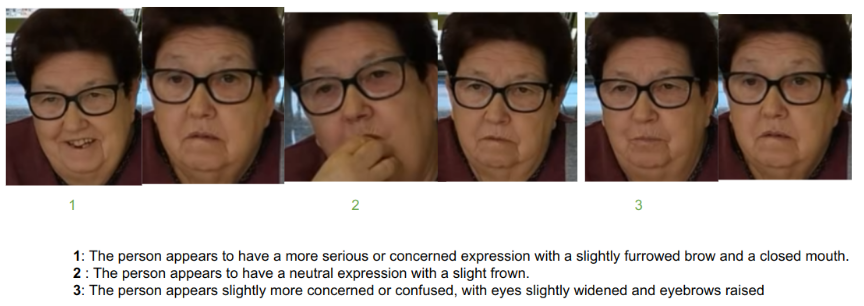 1 2 3
1: The person appears to have a more serious or concerned expression with a slightly furrowed brow and a closed mouth.
2 : The person appears to have a neutral expression with a slight frown.
3: The person appears slightly more concerned or confused, with eyes slightly widened and eyebrows raised